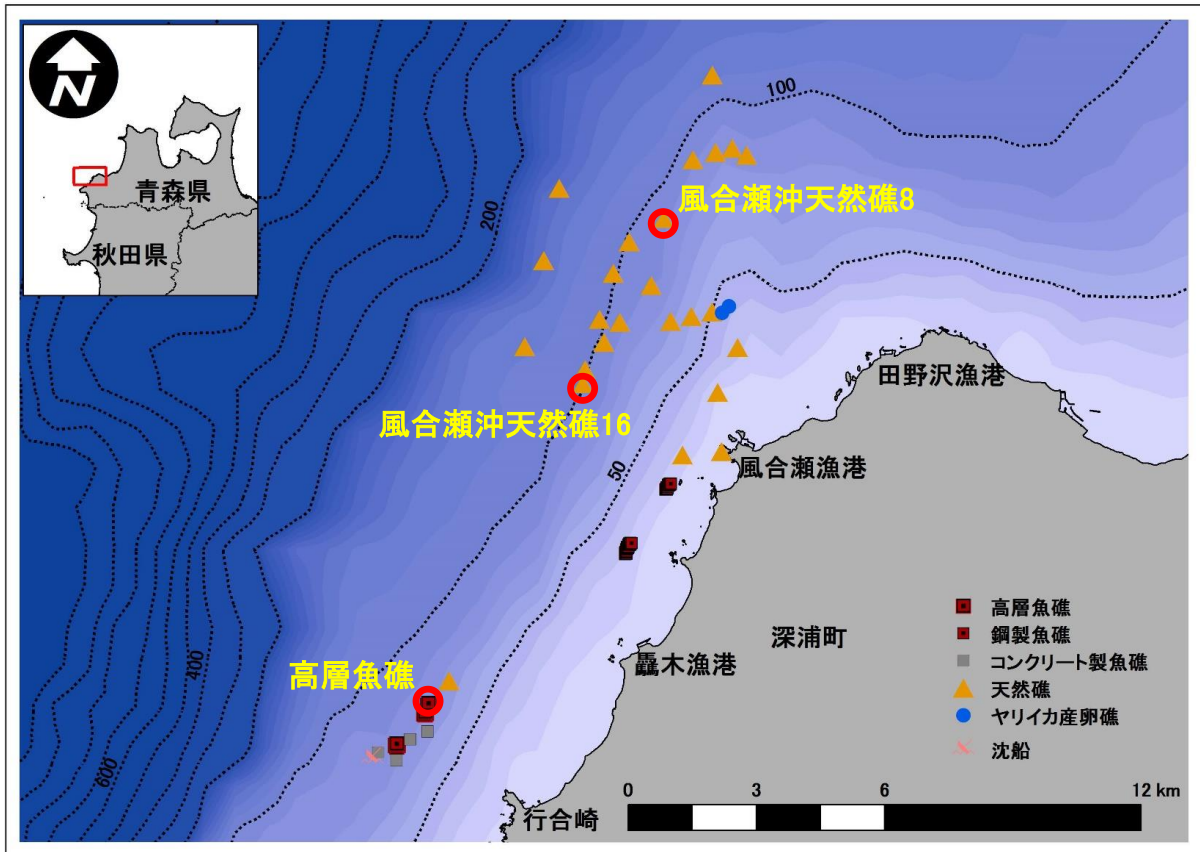 N
青森県
秋田県
100
200
風合瀬沖天然礁8
田野沢漁港
風合瀬沖天然礁16
風合瀬漁港
50
高層魚礁
鋼製魚礁
深浦町
コンクリート製魚礁
轟木漁港
高層魚礁
400
天然礁
ヤリイカ産卵礁
沈船
600
0 3 6 12 km
行合崎